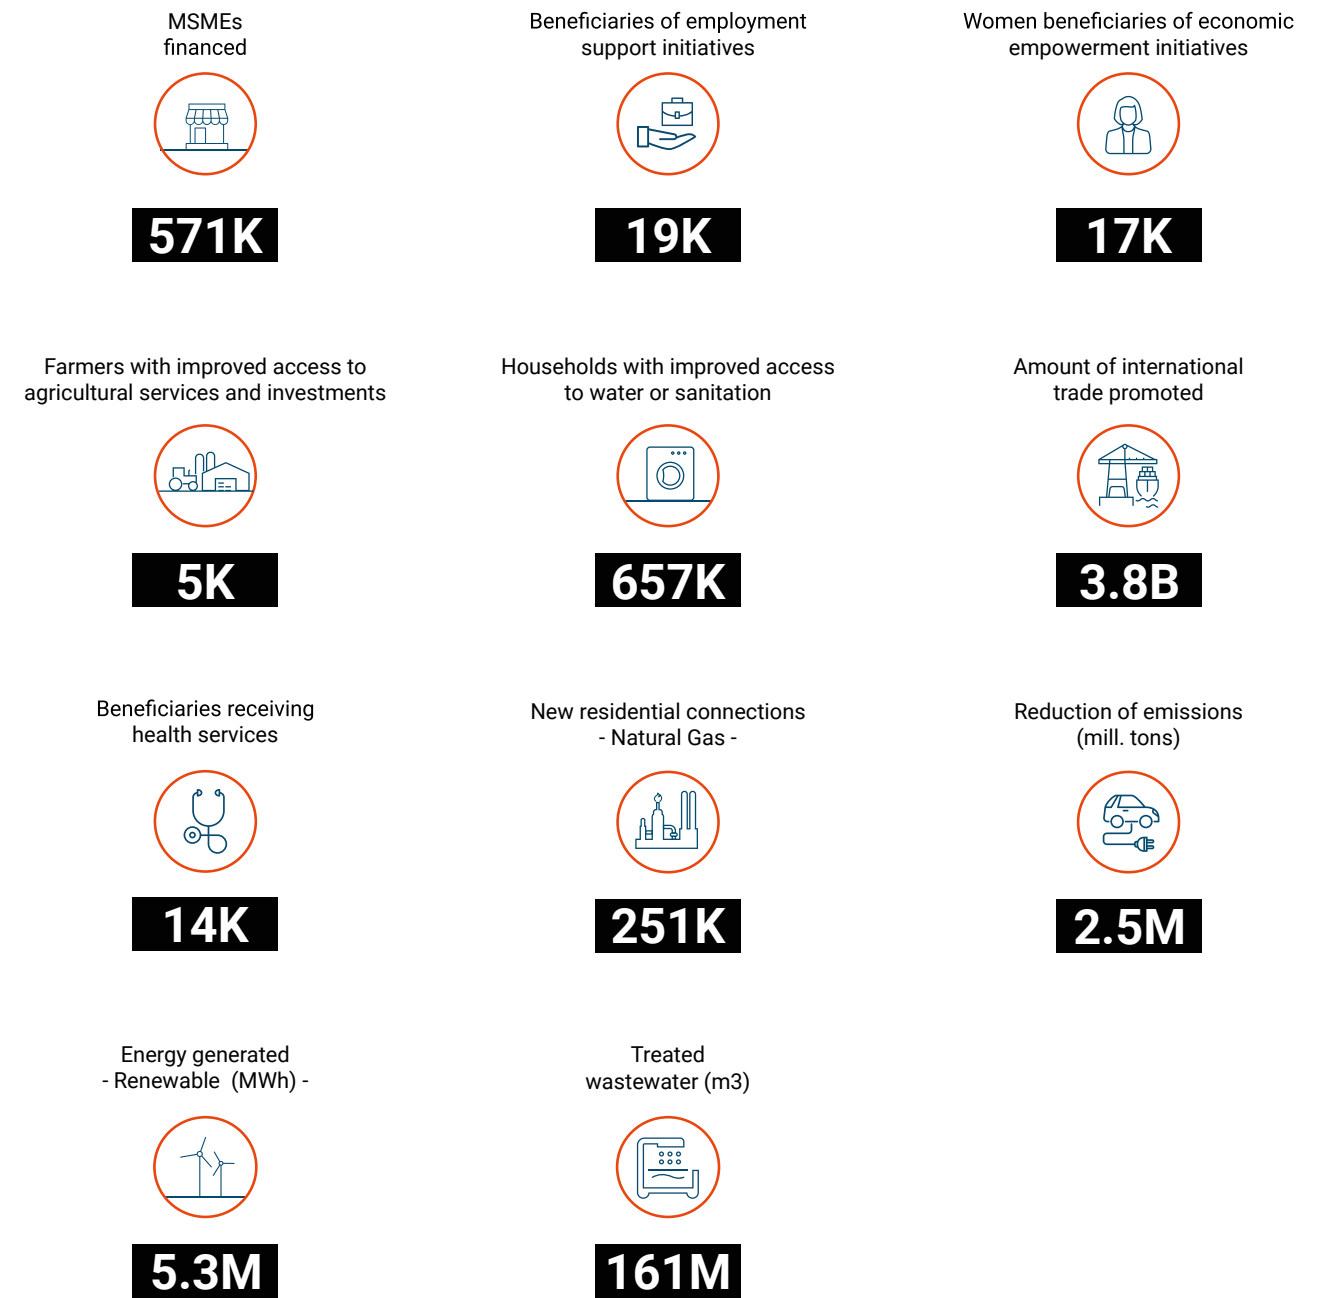 MSMEs
financed
571K
Beneficiaries of employment
support initiatives
19K
Women beneficiaries of economic
empowerment initiatives
17K
Farmers with improved access to
agricultural services and investments
5K
Households with improved access
to water or sanitation
657K
Amount of international
trade promoted
3.8B
Beneficiaries receiving
health services
14K
New residential connections
- Natural Gas -
251K
Reduction of emissions
(mill. tons)
2.5M
Energy generated
- Renewable (MWh) -
5.3M
Treated
wastewater (m3)
161M